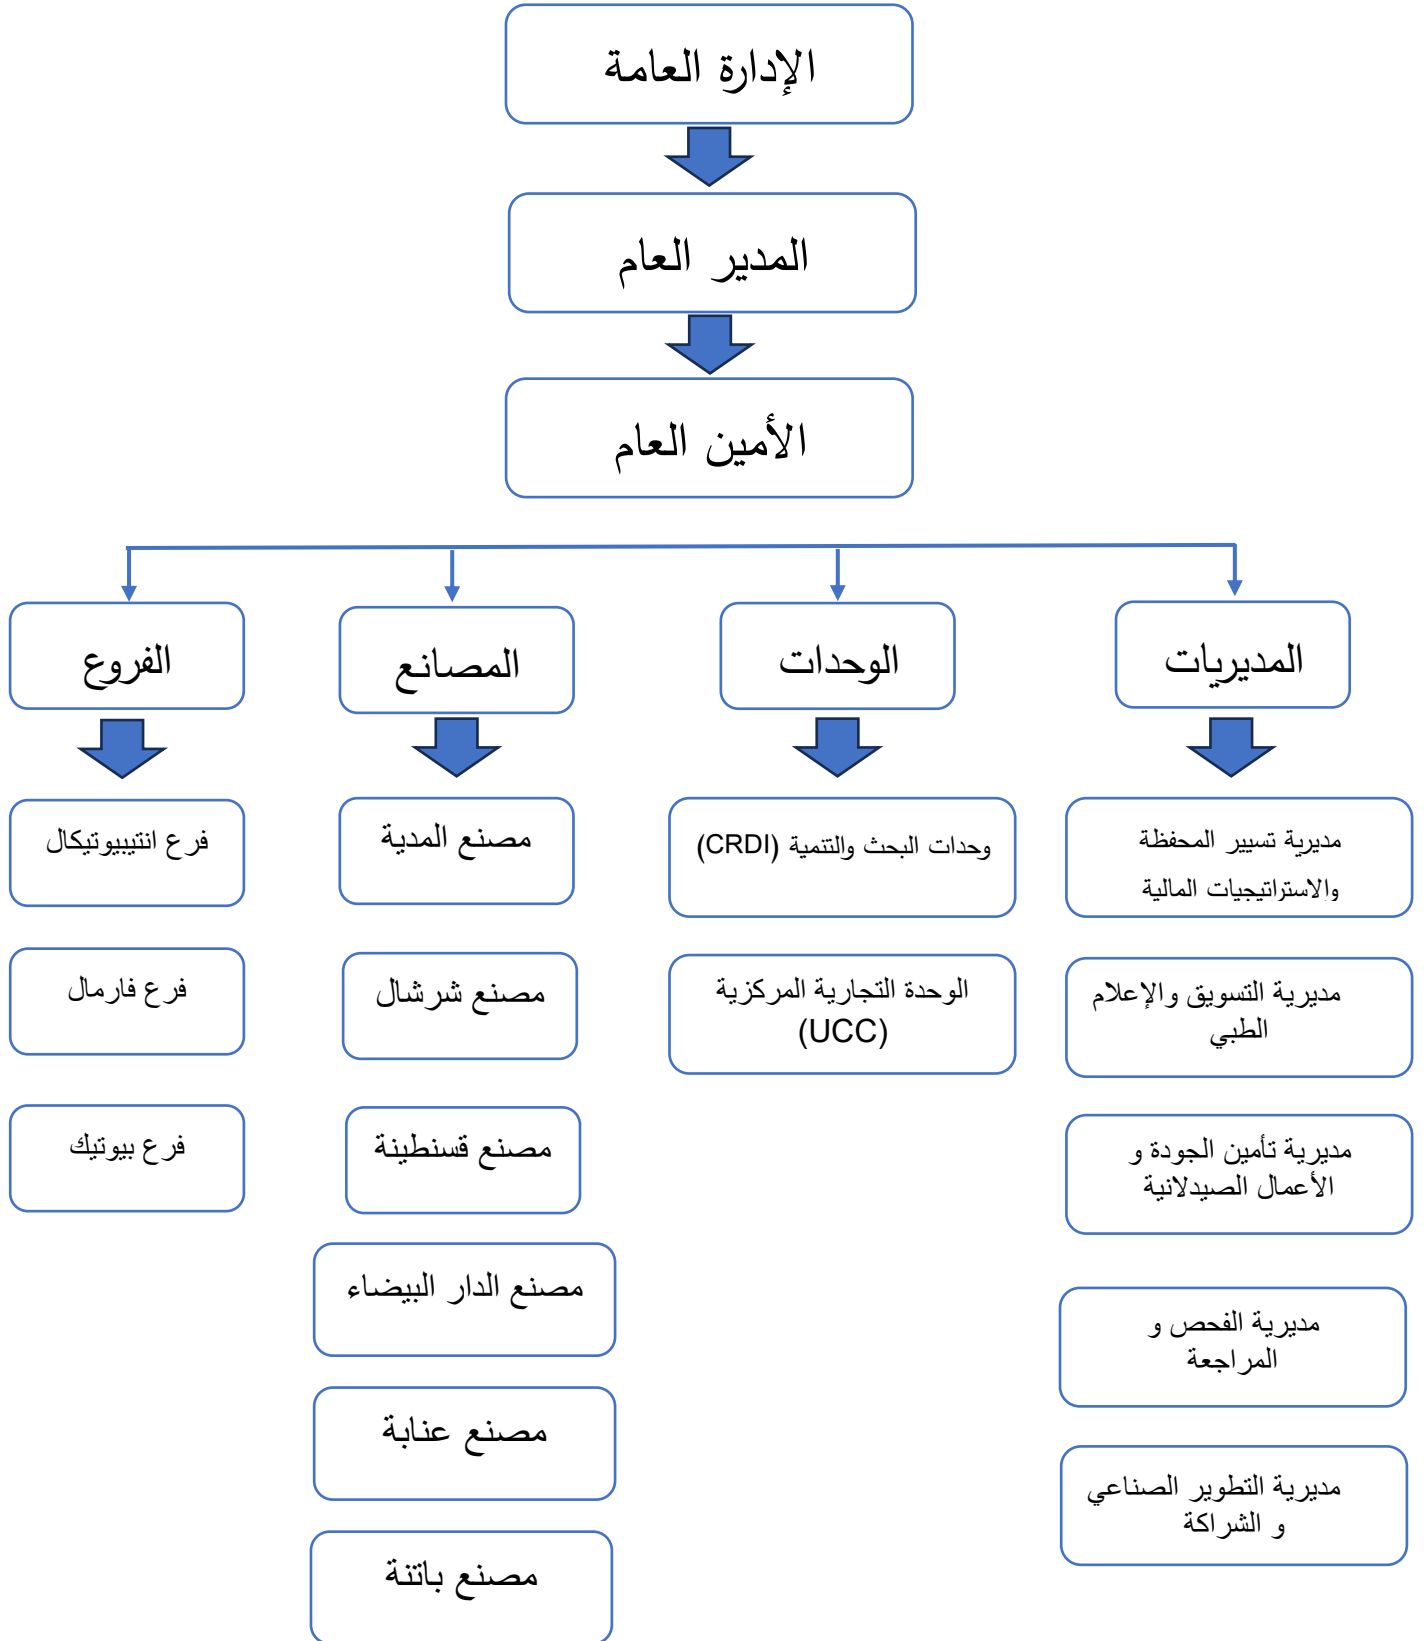 الإدارة العامة
المدير العام
الأمين العام
المديريات
الوحدات
المصانع
الفروع
مديرية تسيير المحفظة
والاستراتيجيات المالية
مديرية التسويق والإعلام
الطبي
مديرية تأمين الجودة و
الأعمال الصيدلانية
مديرية الفحص و
المراجعة
مديرية التطوير الصناعي
و الشراكة
وحدات البحث والتنمية (CRDI)
الوحدة التجارية المركزية
(UCC)
مصنع المدية
مصنع شرشال
مصنع قسنطينة
مصنع الدار البيضاء
مصنع عنابة
مصنع باتنة
فرع انتيبيوتيكال
فرع فارمال
فرع بيوتيك